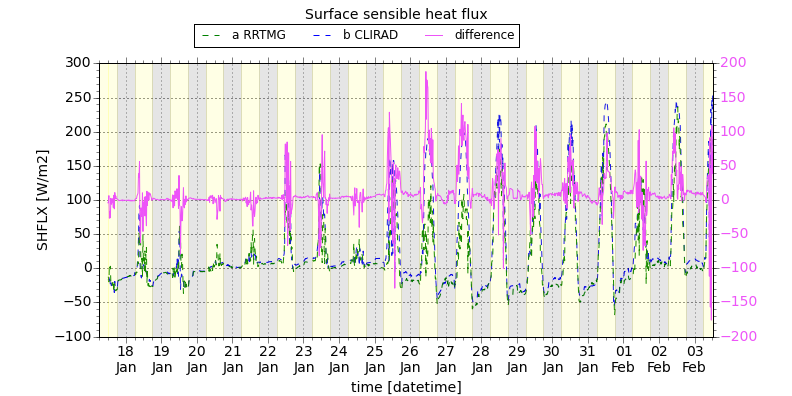 Surface sensible heat flux
a RRTMG b CLIRAD difference
300 200
250 150
200 100
150 50
100 0
50 −50
0 −100
−50 −150
−100 −200
SHFLX [W/m2]
18 19 20 21 22 23 24 25 26 27 28 29 30 31 01 02 03
Jan Jan Jan Jan Jan Jan Jan Jan Jan Jan Jan Jan Jan Jan Feb Feb Feb
time [datetime]